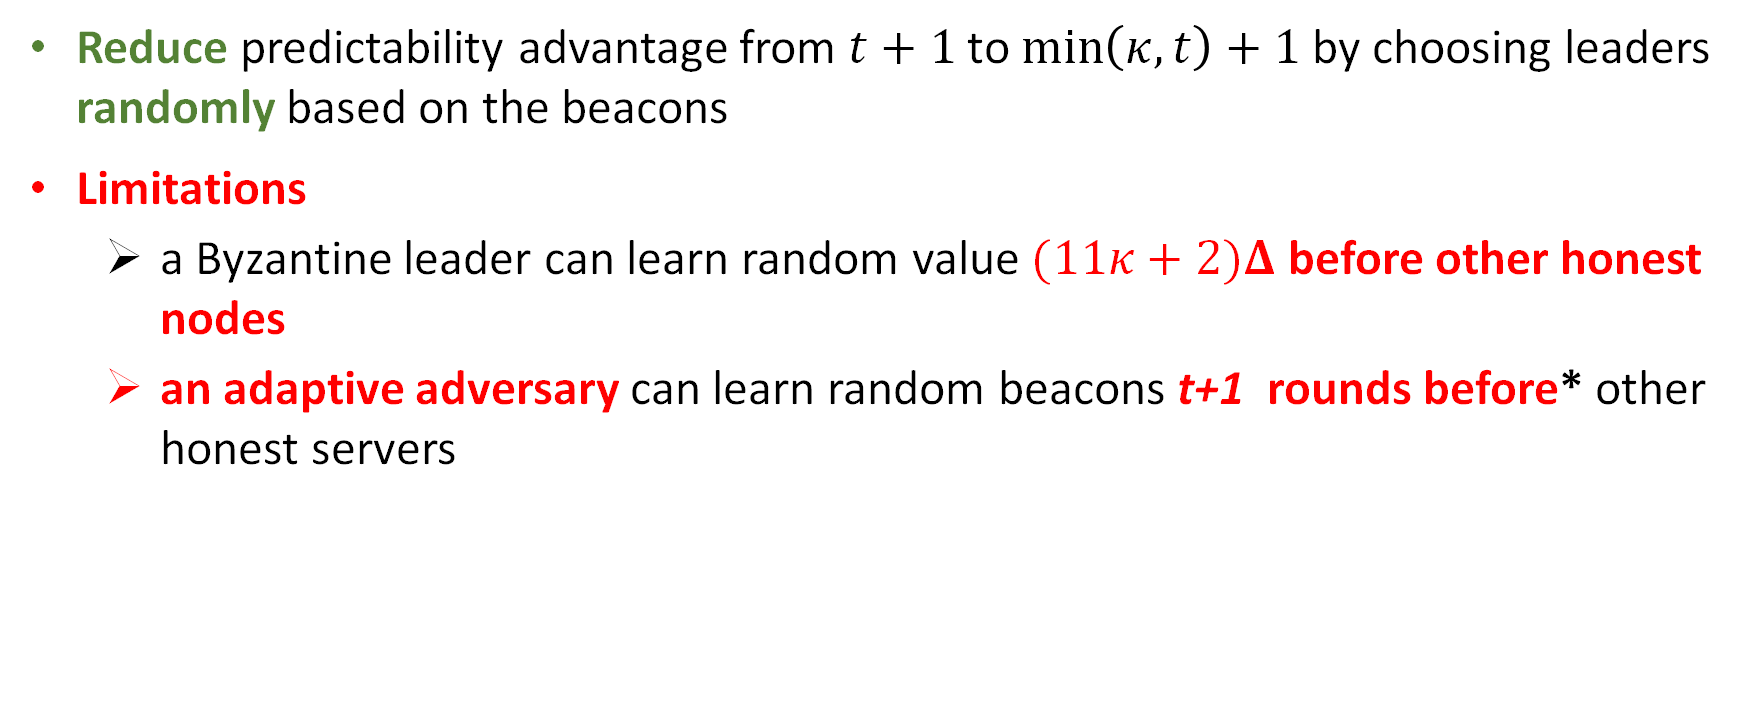 • Reduce predictability advantage from t + 1 to min(κ, t) + 1 by choosing leaders
randomly based on the beacons
• Limitations
➢ a Byzantine leader can learn random value (11κ + 2)Δ before other honest
nodes
➢ an adaptive adversary can learn random beacons t+1 rounds before* other
honest servers